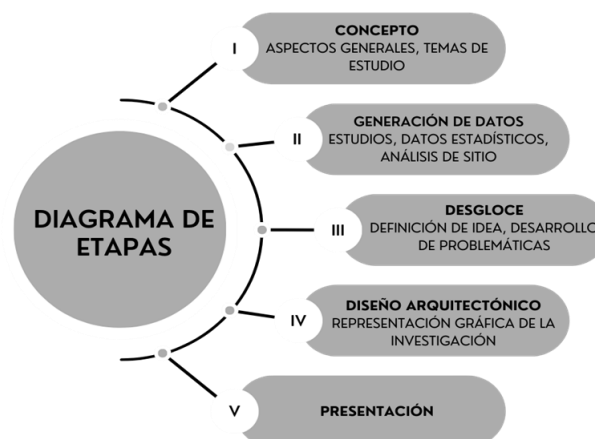 DIAGRAMA DE
ETAPAS
I
CONCEPTO
ASPECTOS GENERALES, TEMAS DE
ESTUDIO
II
GENERACIÓN DE DATOS
ESTUDIOS, DATOS ESTADÍSTICOS,
ANÁLISIS DE SITIO
III
DESGLOCE
DEFINICIÓN DE IDEA, DESARROLLO
DE PROBLEMÁTICAS
IV
DISEÑO ARQUITECTÓNICO
REPRESENTACIÓN GRÁFICA DE LA
INVESTIGACIÓN
V
PRESENTACIÓN